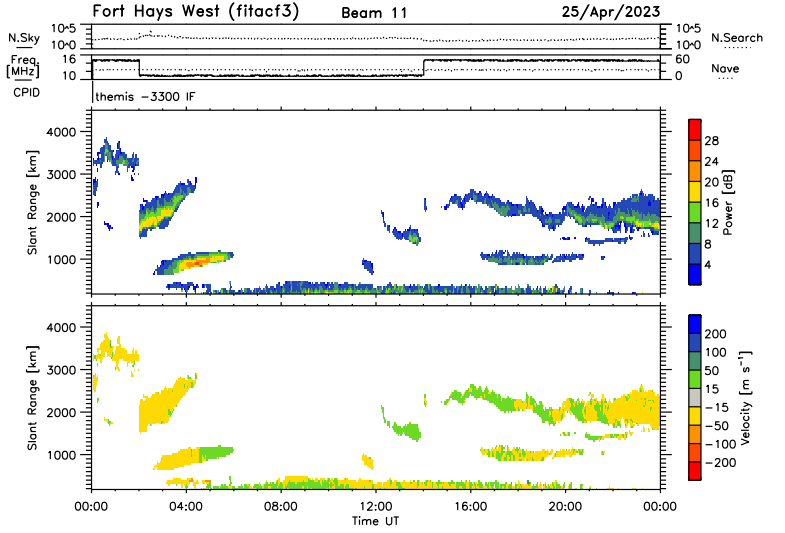 Fort Hays West (fitacf3) Beam 11 25/Apr/2023
N.Sky 10^5 10^0 10^5 10^0 N.Search
Freq. [MHz] 16 10 60 0 Nave
CPID themis -3300 IF
Slant Range [km] 4000 3000 2000 1000
Power [dB] 28 24 20 16 12 8 4
Slant Range [km] 4000 3000 2000 1000
Velocity [m s⁻¹] 200 100 50 15 -15 -50 -100 -200
00:00 04:00 08:00 12:00 16:00 20:00 00:00
Time UT